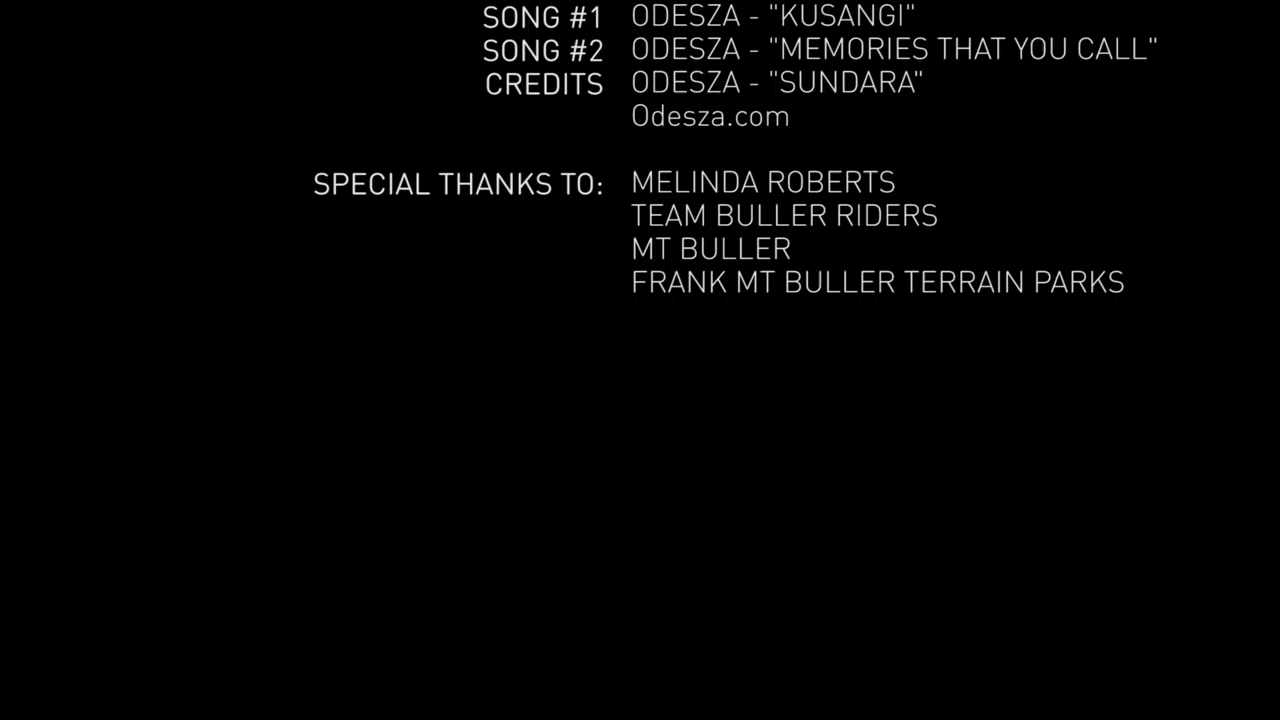 SONG #1 ODESZA - "KUSANGI"
SONG #2 ODESZA - "MEMORIES THAT YOU CALL"
CREDITS ODESZA - "SUNDARA"
Odesza.com
SPECIAL THANKS TO: MELINDA ROBERTS
TEAM BULLER RIDERS
MT BULLER
FRANK MT BULLER TERRAIN PARKS